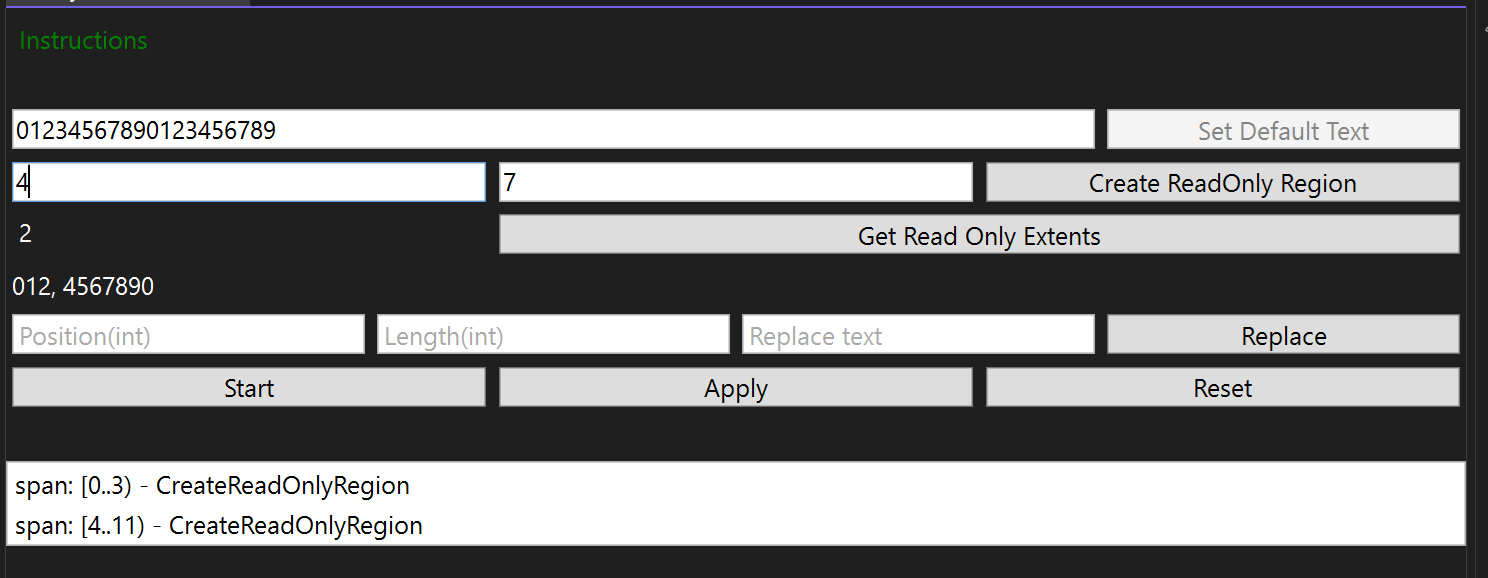 Instructions
01234567890123456789 Set Default Text
4 7 Create ReadOnly Region
2 Get Read Only Extents
012, 4567890
Position(int) Length(int) Replace text Replace
Start Apply Reset
span: [0..3) - CreateReadOnlyRegion
span: [4..11) - CreateReadOnlyRegion